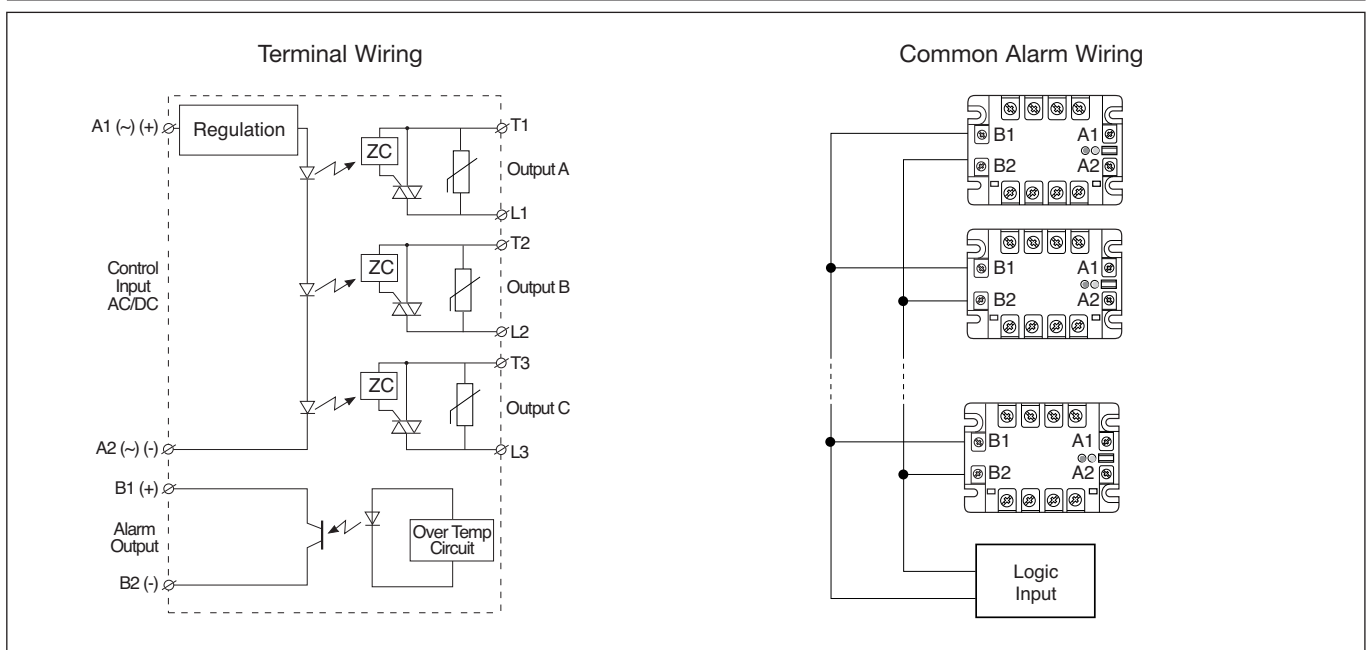 Terminal Wiring
A1 (~) (+)
Regulation
ZC
T1
Output A
L1
Control
Input
AC/DC
ZC
T2
Output B
L2
ZC
T3
Output C
L3
A2 (~) (-)
B1 (+)
Alarm
Output
B2 (-)
Over Temp
Circuit
Common Alarm Wiring
B1 A1
B2 A2
B1 A1
B2 A2
B1 A1
B2 A2
Logic
Input